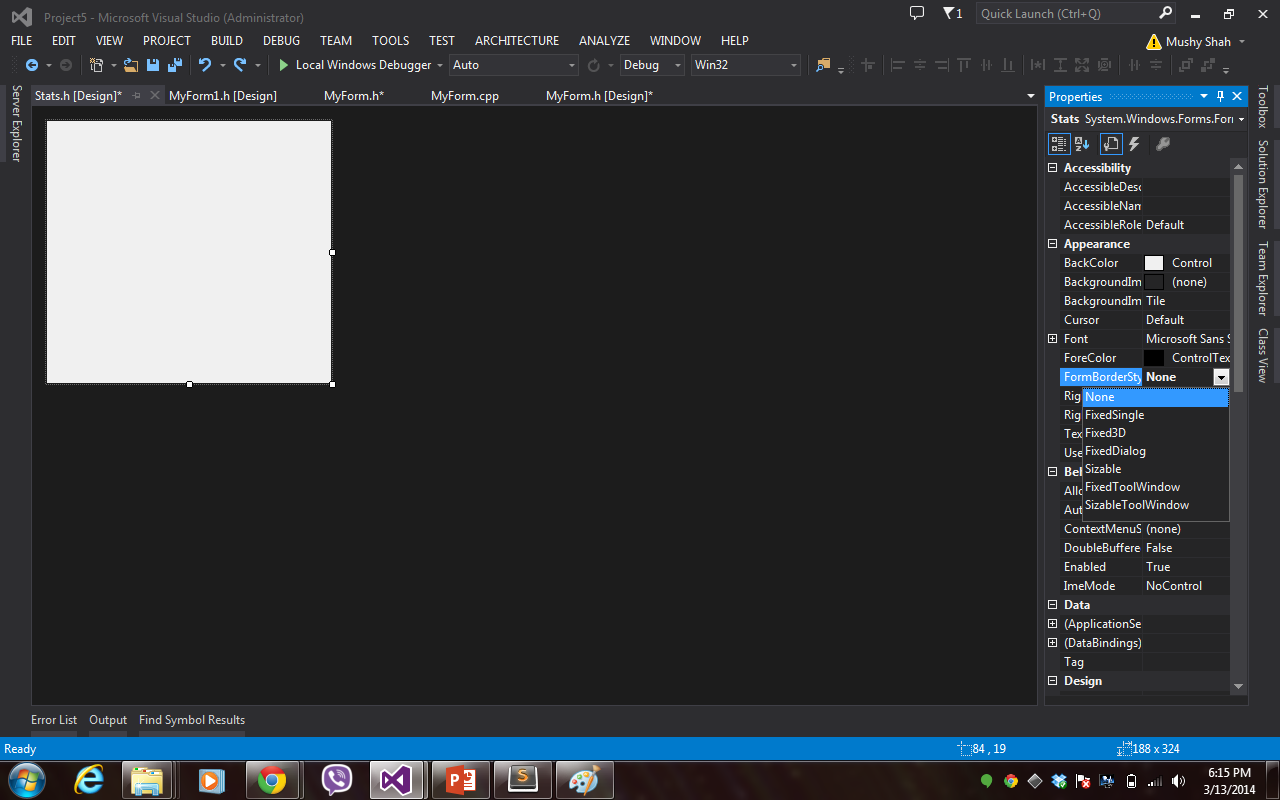 Project5 - Microsoft Visual Studio (Administrator)
1
Quick Launch (Ctrl+Q)
FILE EDIT VIEW PROJECT BUILD DEBUG TEAM TOOLS TEST ARCHITECTURE ANALYZE WINDOW HELP
Mushy Shah
Local Windows Debugger Auto Debug Win32
Server Explorer
Stats.h [Design]* MyForm1.h [Design] MyForm.h* MyForm.cpp MyForm.h [Design]*
Properties
Stats System.Windows.Forms.For
Accessibility
AccessibleDesc
AccessibleNam
AccessibleRole Default
Appearance
BackColor Control
BackgroundIm (none)
BackgroundIm Tile
Cursor Default
Font Microsoft Sans S
ForeColor ControlTex
FormBorderSty None
Rig None
Rig FixedSingle
Tex Fixed3D
Use FixedDialog
Bel Sizable
Allo FixedToolWindow
Aut SizableToolWindow
ContextMenuS (none)
DoubleBuffere False
Enabled True
ImeMode NoControl
Data
(ApplicationSe
(DataBindings)
Tag
Design
Toolbox
Solution Explorer
Team Explorer
Class View
Error List Output Find Symbol Results
Ready 84 , 19 188 x 324
6:15 PM
3/13/2014